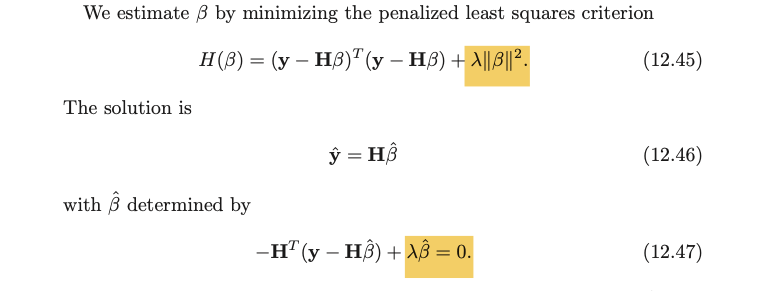 We estimate β by minimizing the penalized least squares criterion
H(β) = (y − Hβ)ᵀ(y − Hβ) + λ‖β‖². (12.45)
The solution is
ŷ = Hβ̂ (12.46)
with β̂ determined by
−Hᵀ(y − Hβ̂) + λβ̂ = 0. (12.47)